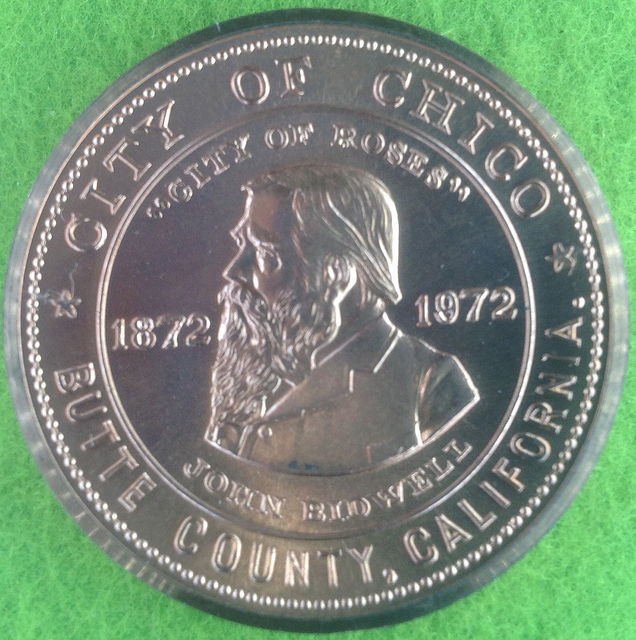 CITY OF CHICO
"CITY OF ROSES"
1872 1972
JOHN BIDWELL
BUTTE COUNTY, CALIFORNIA.